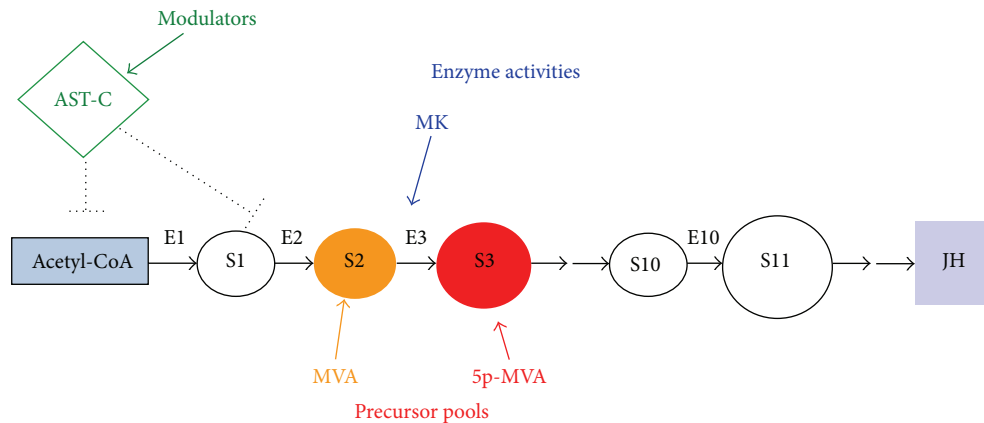 Modulators
Enzyme activities
AST-C
MK
E1
E2
E3
E10
Acetyl-CoA
S1
S2
S3
S10
S11
JH
MVA
5p-MVA
Precursor pools